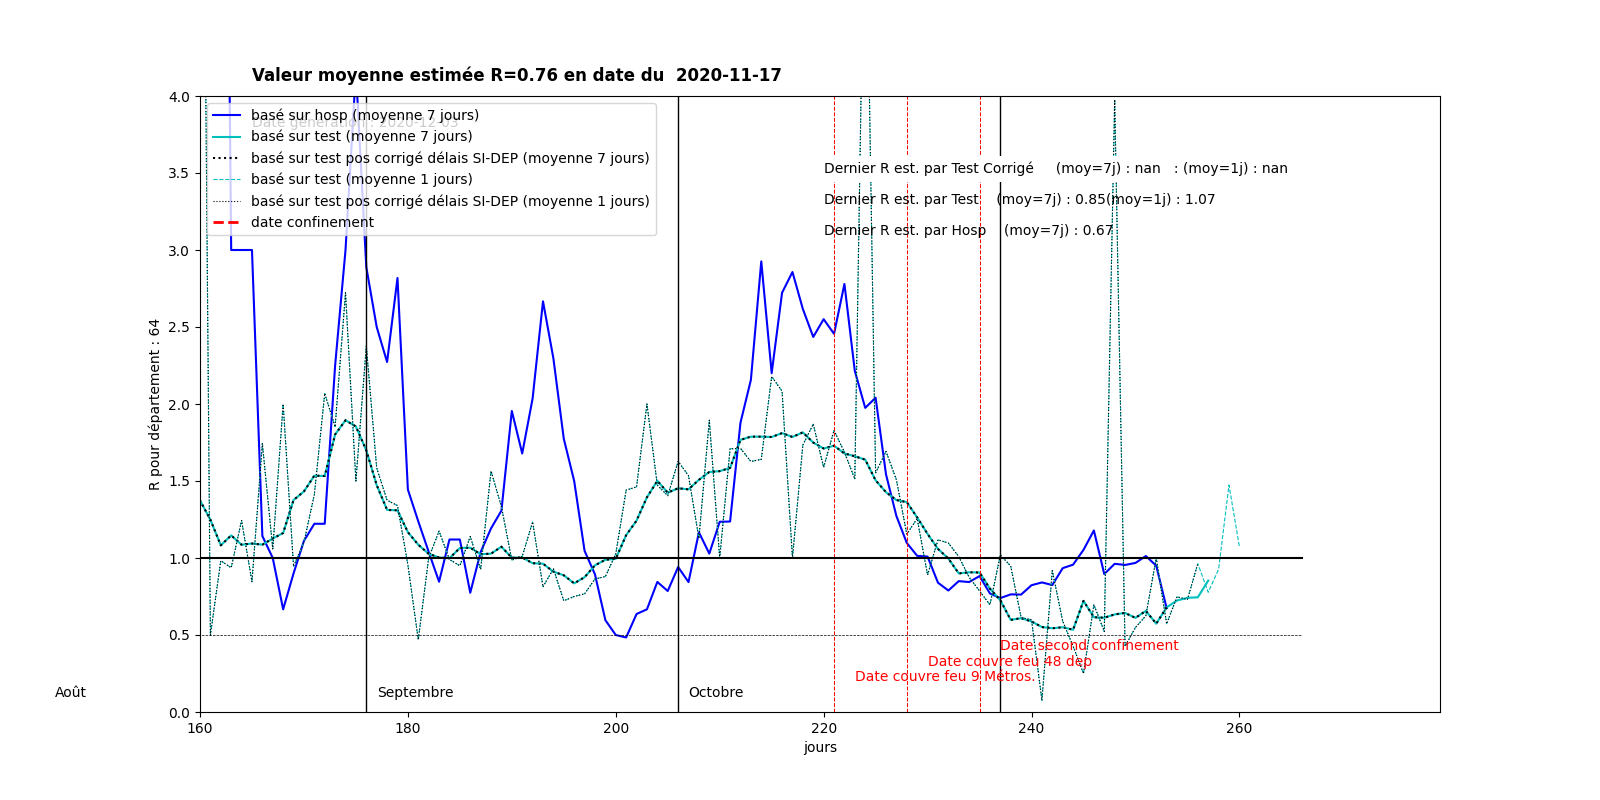 Valeur moyenne estimée R=0.76 en date du  2020-11-17
Date génération : 2020-12-03
basé sur hosp (moyenne 7 jours)
basé sur test (moyenne 7 jours)
basé sur test pos corrigé délais SI-DEP (moyenne 7 jours)
basé sur test (moyenne 1 jours)
basé sur test pos corrigé délais SI-DEP (moyenne 1 jours)
date confinement
Dernier R est. par Test Corrigé     (moy=7j) : nan   : (moy=1j) : nan
Dernier R est. par Test    (moy=7j) : 0.85(moy=1j) : 1.07
Dernier R est. par Hosp    (moy=7j) : 0.67
R pour département : 64
4.0
3.5
3.0
2.5
2.0
1.5
1.0
0.5
0.0
Date second confinement
Date couvre feu 48 dep
Date couvre feu 9 Métros.
Août
Septembre
Octobre
160
180
200
220
240
260
jours